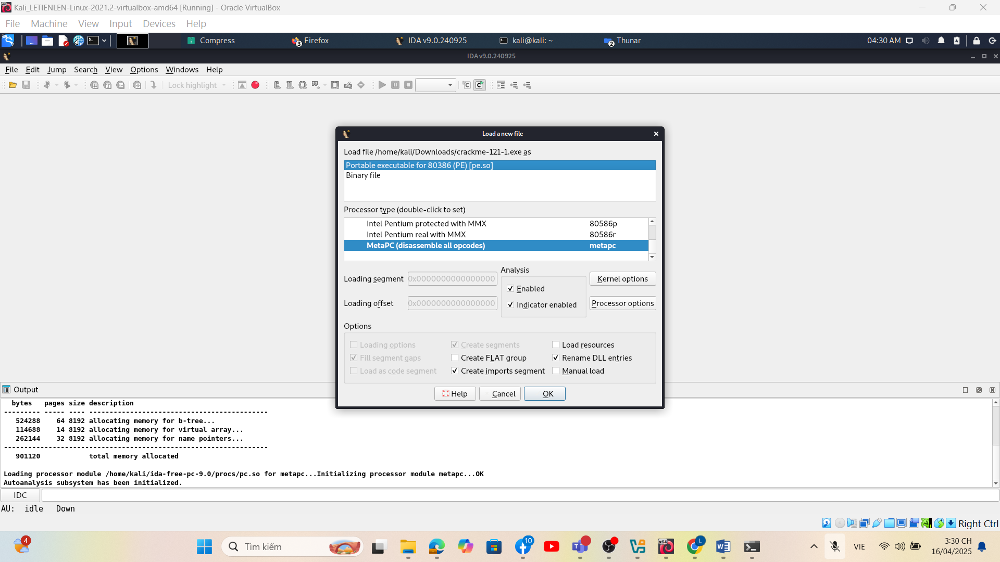 Kali_LETIENLEN-Linux-2021.2-virtualbox-amd64 [Running] - Oracle VirtualBox
File Machine View Input Devices Help
Compress 3 Firefox IDA v9.0.240925 kali@kali: ~ 2 Thunar 04:30 AM
IDA v9.0.240925
File Edit Jump Search View Options Windows Help
Lock highlight
Load a new file
Load file /home/kali/Downloads/crackme-121-1.exe as
Portable executable for 80386 (PE) [pe.so]
Binary file
Processor type (double-click to set)
Intel Pentium protected with MMX 80586p
Intel Pentium real with MMX 80586r
MetaPC (disassemble all opcodes) metapc
Analysis
Loading segment 0x0000000000000000 Kernel options
Enabled
Loading offset 0x0000000000000000 Indicator enabled Processor options
Options
Loading options Create segments Load resources
Fill segment gaps Create FLAT group Rename DLL entries
Load as code segment Create imports segment Manual load
Help Cancel OK
Output
bytes pages size description
--------- ----- ---- --------------------------------------------
524288 64 8192 allocating memory for b-tree...
114688 14 8192 allocating memory for virtual array...
262144 32 8192 allocating memory for name pointers...
-----------------------------------------------------------------
901120 total memory allocated
Loading processor module /home/kali/ida-free-pc-9.0/procs/pc.so for metapc...Initializing processor module metapc...OK
Autoanalysis subsystem has been initialized.
IDC
AU: idle Down
Right Ctrl
4 Tìm kiếm 10 x64 L VIE 3:30 CH
16/04/2025